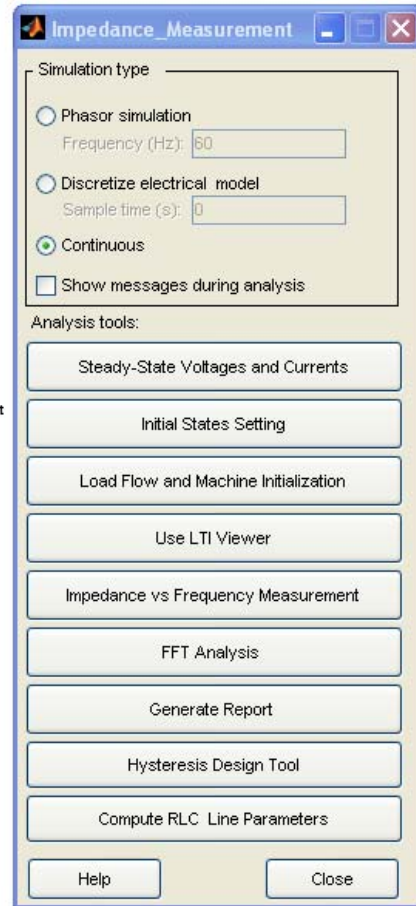 Impedance_Measurement
Simulation type
Phasor simulation
Frequency (Hz): 60
Discretize electrical model
Sample time (s): 0
Continuous
Show messages during analysis
Analysis tools:
Steady-State Voltages and Currents
Initial States Setting
Load Flow and Machine Initialization
Use LTI Viewer
Impedance vs Frequency Measurement
FFT Analysis
Generate Report
Hysteresis Design Tool
Compute RLC Line Parameters
Help Close